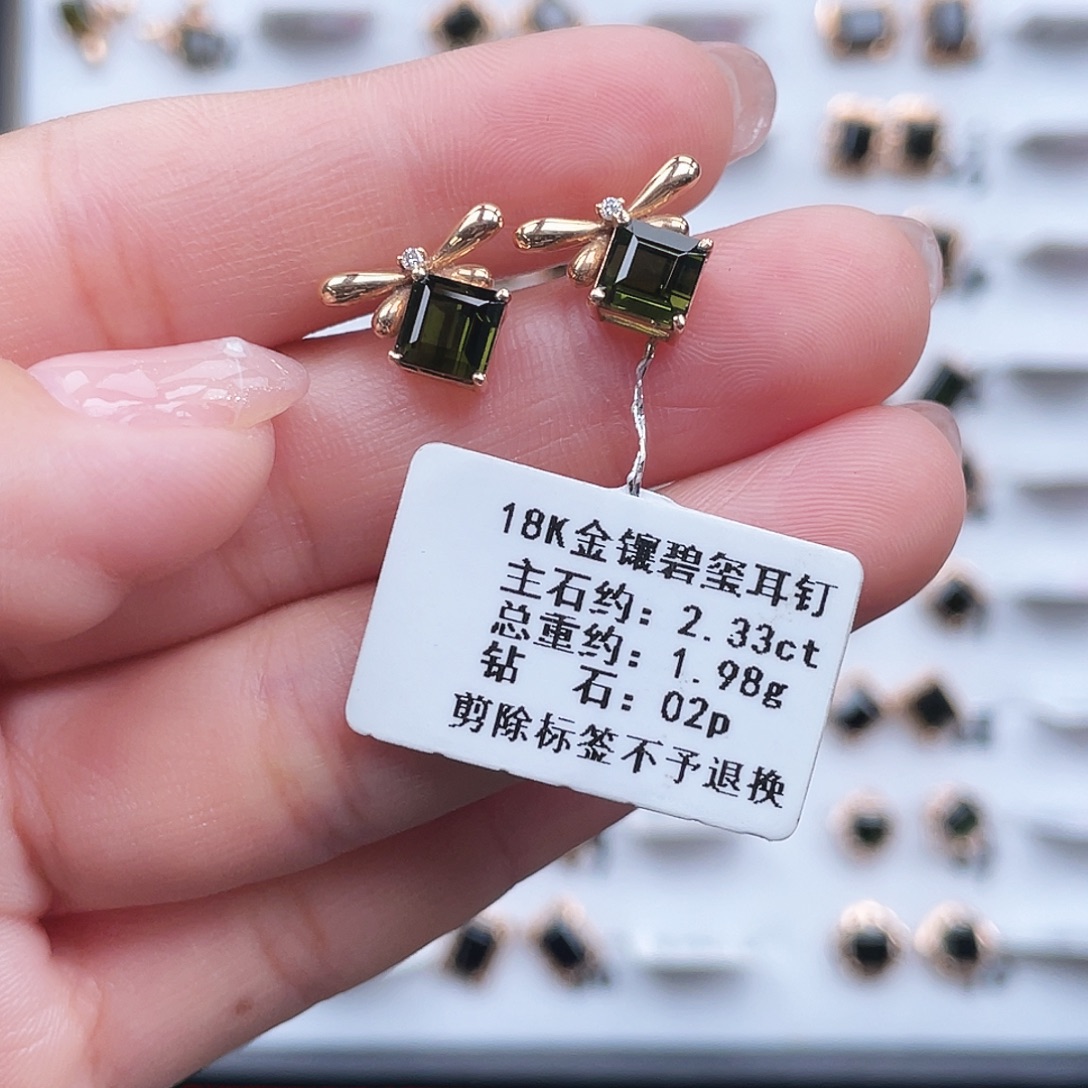 18K金镶碧玺耳钉
主石约：2.33ct
总重约：1.98g
钻 石：02p
剪除标签不予退换